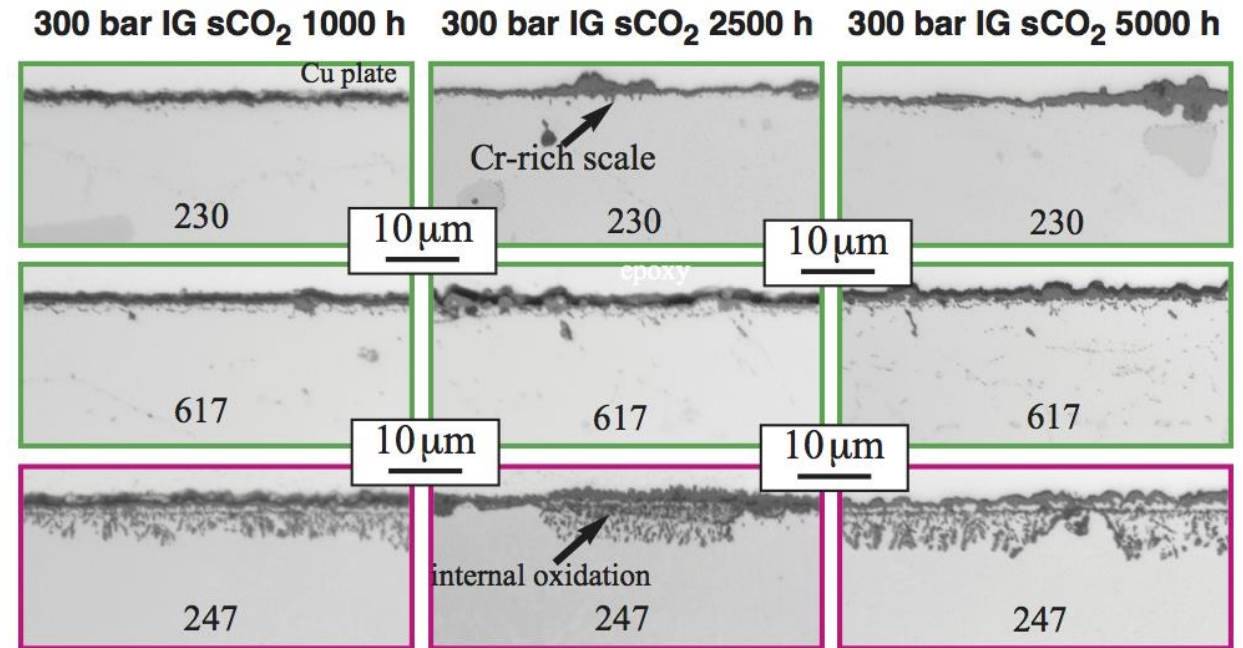 300 bar IG sCO₂ 1000 h
300 bar IG sCO₂ 2500 h
300 bar IG sCO₂ 5000 h
Cu plate
Cr-rich scale
230
230
230
10 μm
10 μm
epoxy
617
617
617
10 μm
10 μm
internal oxidation
247
247
247